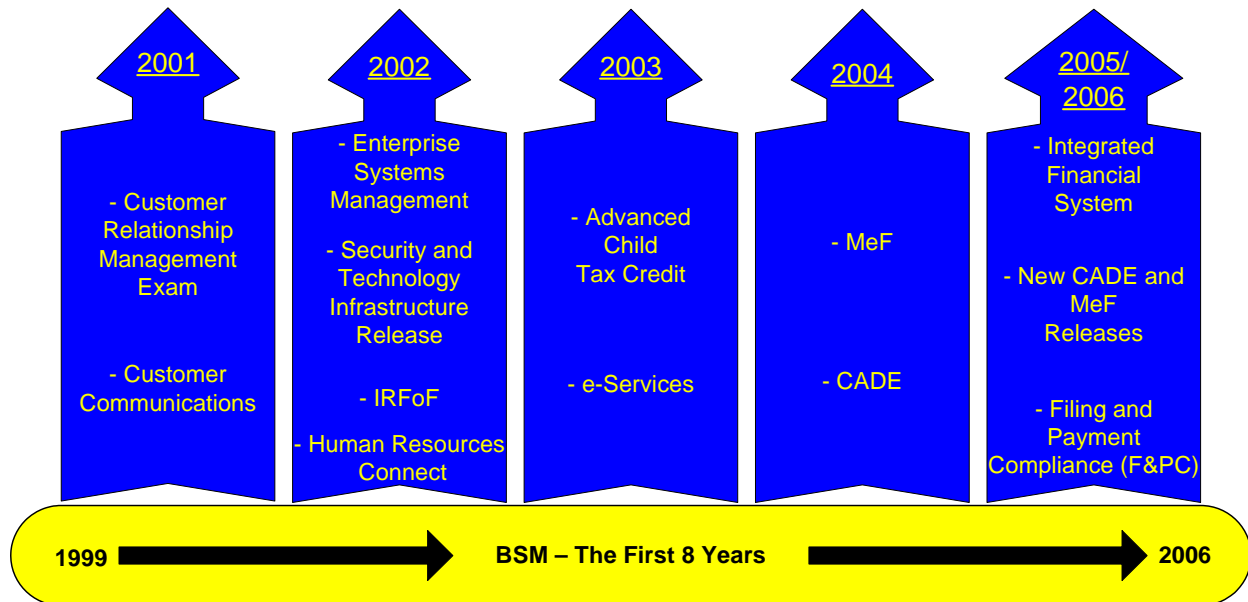 2001
- Customer
Relationship
Management
Exam
- Customer
Communications
2002
- Enterprise
Systems
Management
- Security and
Technology
Infrastructure
Release
- IRFoF
- Human Resources
Connect
2003
- Advanced
Child
Tax Credit
- e-Services
2004
- MeF
- CADE
2005/
2006
- Integrated
Financial
System
- New CADE and
MeF
Releases
- Filing and
Payment
Compliance (F&PC)
1999
BSM – The First 8 Years
2006